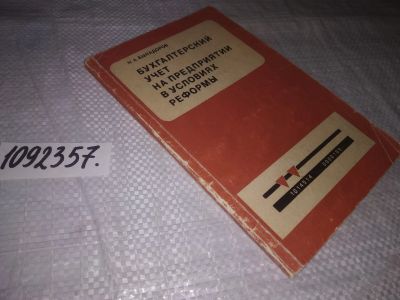 1092357.
БУХГАЛТЕРСКИЙ
УЧЕТ
НА ПРЕДПРИЯТИИ
В УСЛОВИЯХ
РЕФОРМЫ